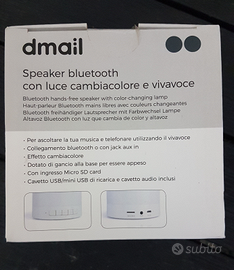 dmail
Speaker bluetooth
con luce cambiacolore e vivavoce
Bluetooth hands-free speaker with color-changing lamp
Haut parleur Bluetooth mains libres avec couleurs changeantes
Bluetooth freihändiger Lautsprecher mit Farbwechsel Lampe
Altavoz Bluetooth con luz que cambia de color y manos libres
- Per ascoltare la tua musica e telefonare utilizzando il vivavoce
- Collegamento bluetooth o con jack aux in
- Effetto cambiacolore
- Dotato di gancio alla base per essere appeso
- Con ingresso Micro SD card
- Cavetto USB/mini USB di ricarica e cavetto audio inclusi
subito